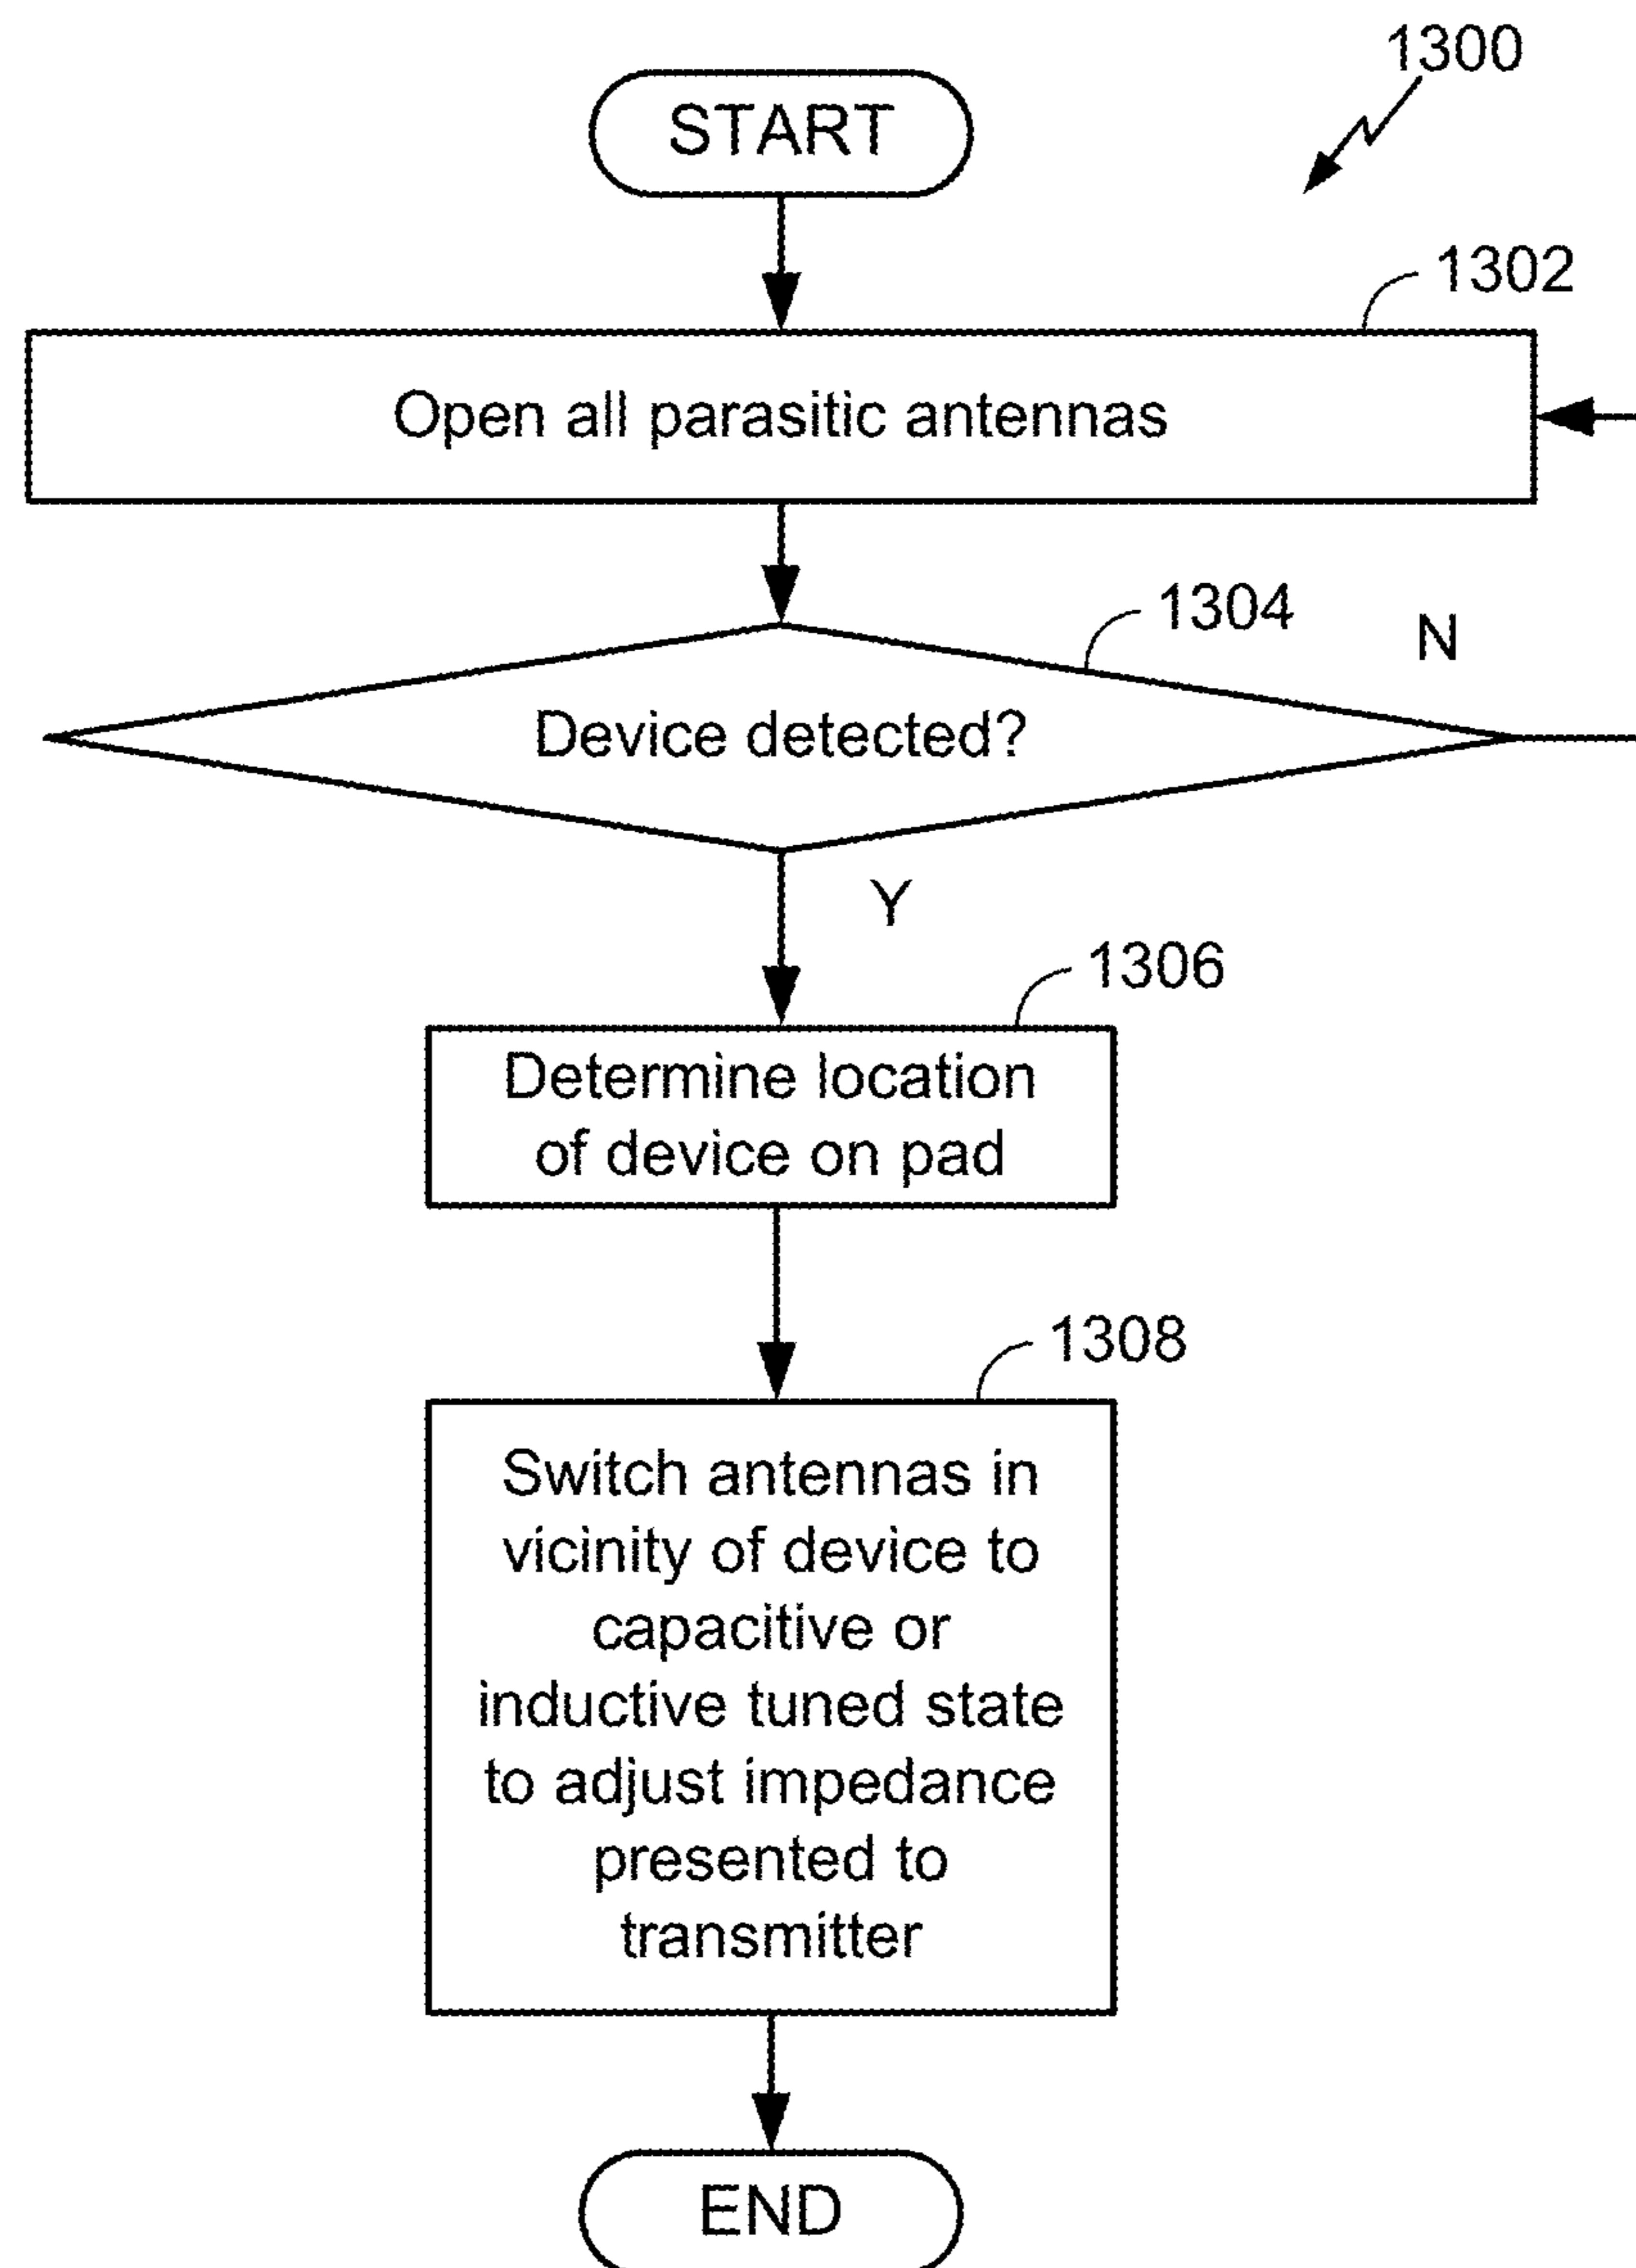 1300
START
1302
Open all parasitic antennas
1304
N
Device detected?
Y
1306
Determine location
of device on pad
1308
Switch antennas in
vicinity of device to
capacitive or
inductive tuned state
to adjust impedance
presented to
transmitter
END